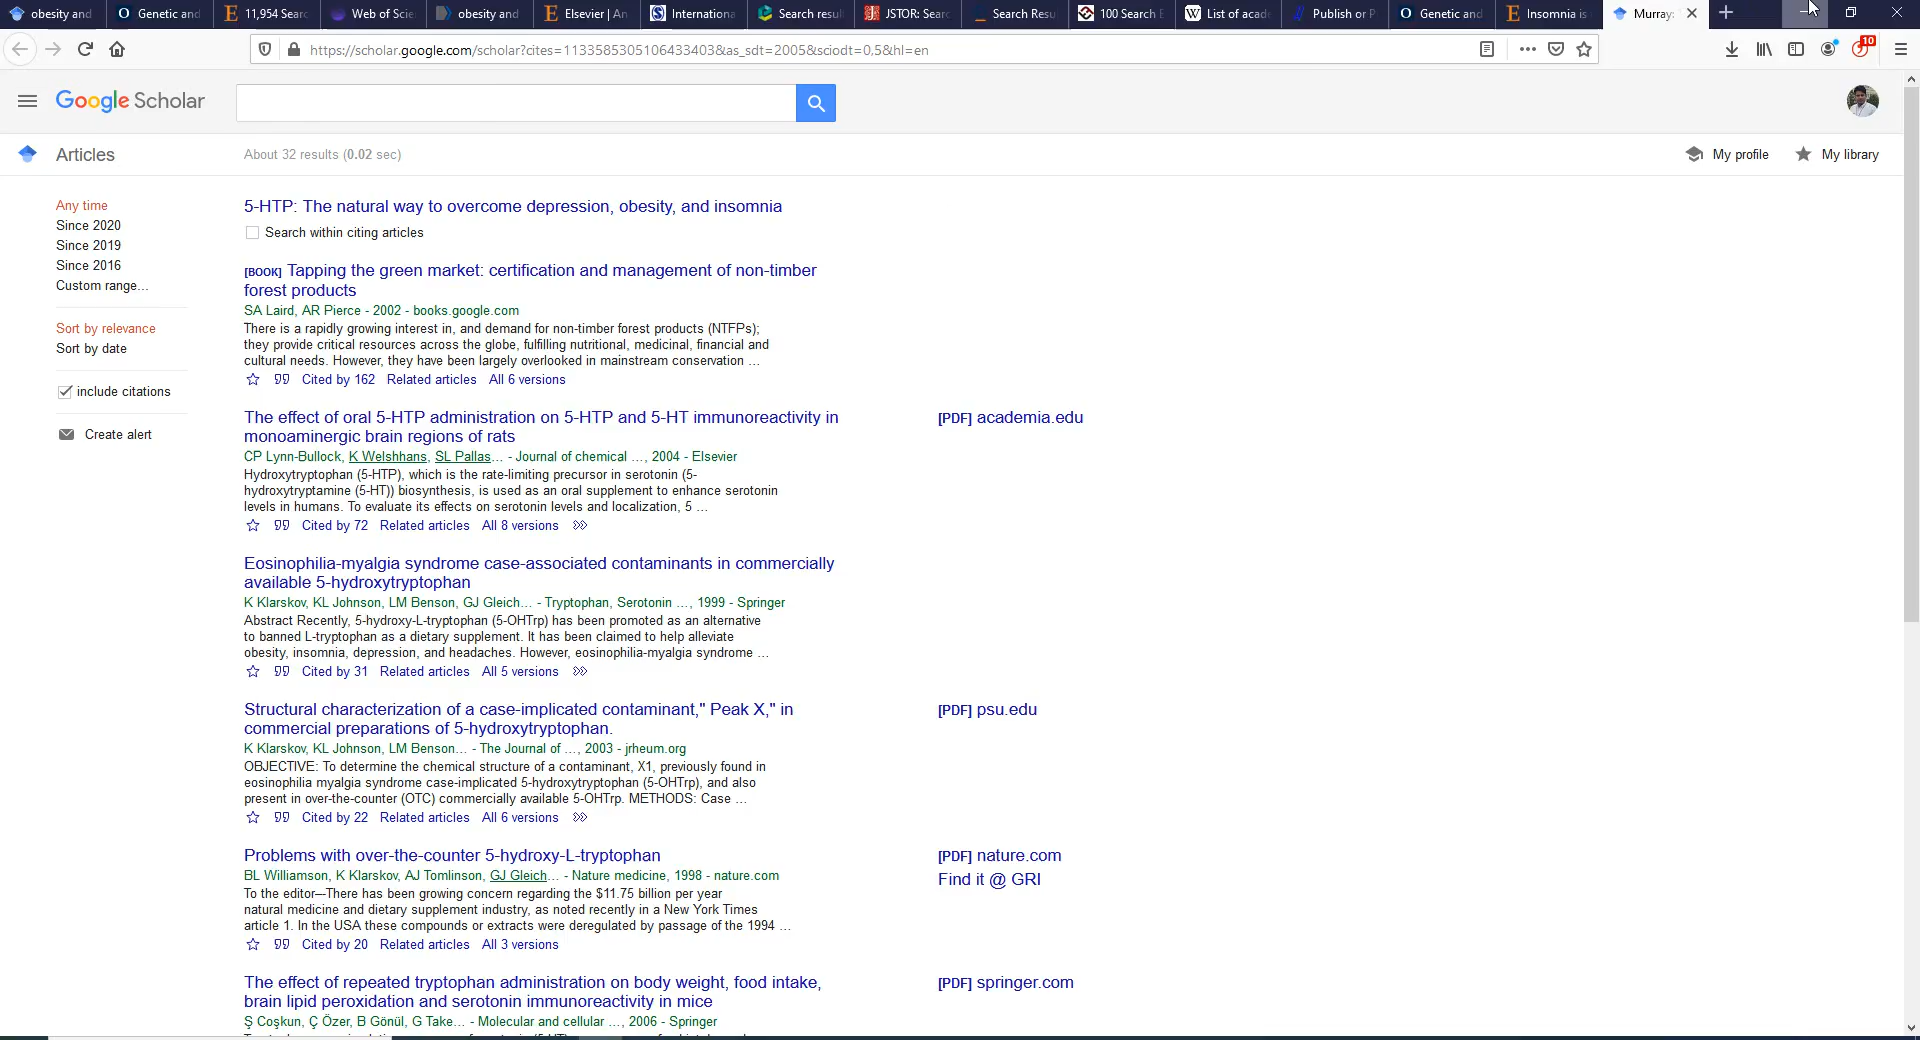 obesity and
Genetic and
11,954 Sear
Web of Scie
obesity and
Elsevier | An
Internationa
Search resul
JSTOR: Sear
Search Resu
100 Search E
List of acade
Publish or P
Genetic and
Insomnia is
Murray:
https://scholar.google.com/scholar?cites=1133585305106433403&as_sdt=2005&sciodt=0,5&hl=en
10
Google Scholar
Articles
About 32 results (0.02 sec)
My profile
My library
Any time
Since 2020
Since 2019
Since 2016
Custom range...
Sort by relevance
Sort by date
include citations
Create alert
5-HTP: The natural way to overcome depression, obesity, and insomnia
Search within citing articles
[BOOK] Tapping the green market: certification and management of non-timber
forest products
SA Laird, AR Pierce - 2002 - books.google.com
There is a rapidly growing interest in, and demand for non-timber forest products (NTFPs);
they provide critical resources across the globe, fulfilling nutritional, medicinal, financial and
cultural needs. However, they have been largely overlooked in mainstream conservation ...
Cited by 162 Related articles All 6 versions
The effect of oral 5-HTP administration on 5-HTP and 5-HT immunoreactivity in
monoaminergic brain regions of rats
[PDF] academia.edu
CP Lynn-Bullock, K Welshhans, SL Pallas... - Journal of chemical ..., 2004 - Elsevier
Hydroxytryptophan (5-HTP), which is the rate-limiting precursor in serotonin (5-
hydroxytryptamine (5-HT)) biosynthesis, is used as an oral supplement to enhance serotonin
levels in humans. To evaluate its effects on serotonin levels and localization, 5 ...
Cited by 72 Related articles All 8 versions
Eosinophilia-myalgia syndrome case-associated contaminants in commercially
available 5-hydroxytryptophan
K Klarskov, KL Johnson, LM Benson, GJ Gleich... - Tryptophan, Serotonin ..., 1999 - Springer
Abstract Recently, 5-hydroxy-L-tryptophan (5-OHTrp) has been promoted as an alternative
to banned L-tryptophan as a dietary supplement. It has been claimed to help alleviate
obesity, insomnia, depression, and headaches. However, eosinophilia-myalgia syndrome ...
Cited by 31 Related articles All 5 versions
Structural characterization of a case-implicated contaminant," Peak X," in
commercial preparations of 5-hydroxytryptophan.
[PDF] psu.edu
K Klarskov, KL Johnson, LM Benson... - The Journal of ..., 2003 - jrheum.org
OBJECTIVE: To determine the chemical structure of a contaminant, X1, previously found in
eosinophilia myalgia syndrome case-implicated 5-hydroxytryptophan (5-OHTrp), and also
present in over-the-counter (OTC) commercially available 5-OHTrp. METHODS: Case ...
Cited by 22 Related articles All 6 versions
Problems with over-the-counter 5-hydroxy-L-tryptophan
[PDF] nature.com
BL Williamson, K Klarskov, AJ Tomlinson, GJ Gleich... - Nature medicine, 1998 - nature.com
Find it @ GRI
To the editor—There has been growing concern regarding the $11.75 billion per year
natural medicine and dietary supplement industry, as noted recently in a New York Times
article 1. In the USA these compounds or extracts were deregulated by passage of the 1994 ...
Cited by 20 Related articles All 3 versions
The effect of repeated tryptophan administration on body weight, food intake,
brain lipid peroxidation and serotonin immunoreactivity in mice
[PDF] springer.com
Ş Coşkun, Ç Özer, B Gönül, G Take... - Molecular and cellular ..., 2006 - Springer